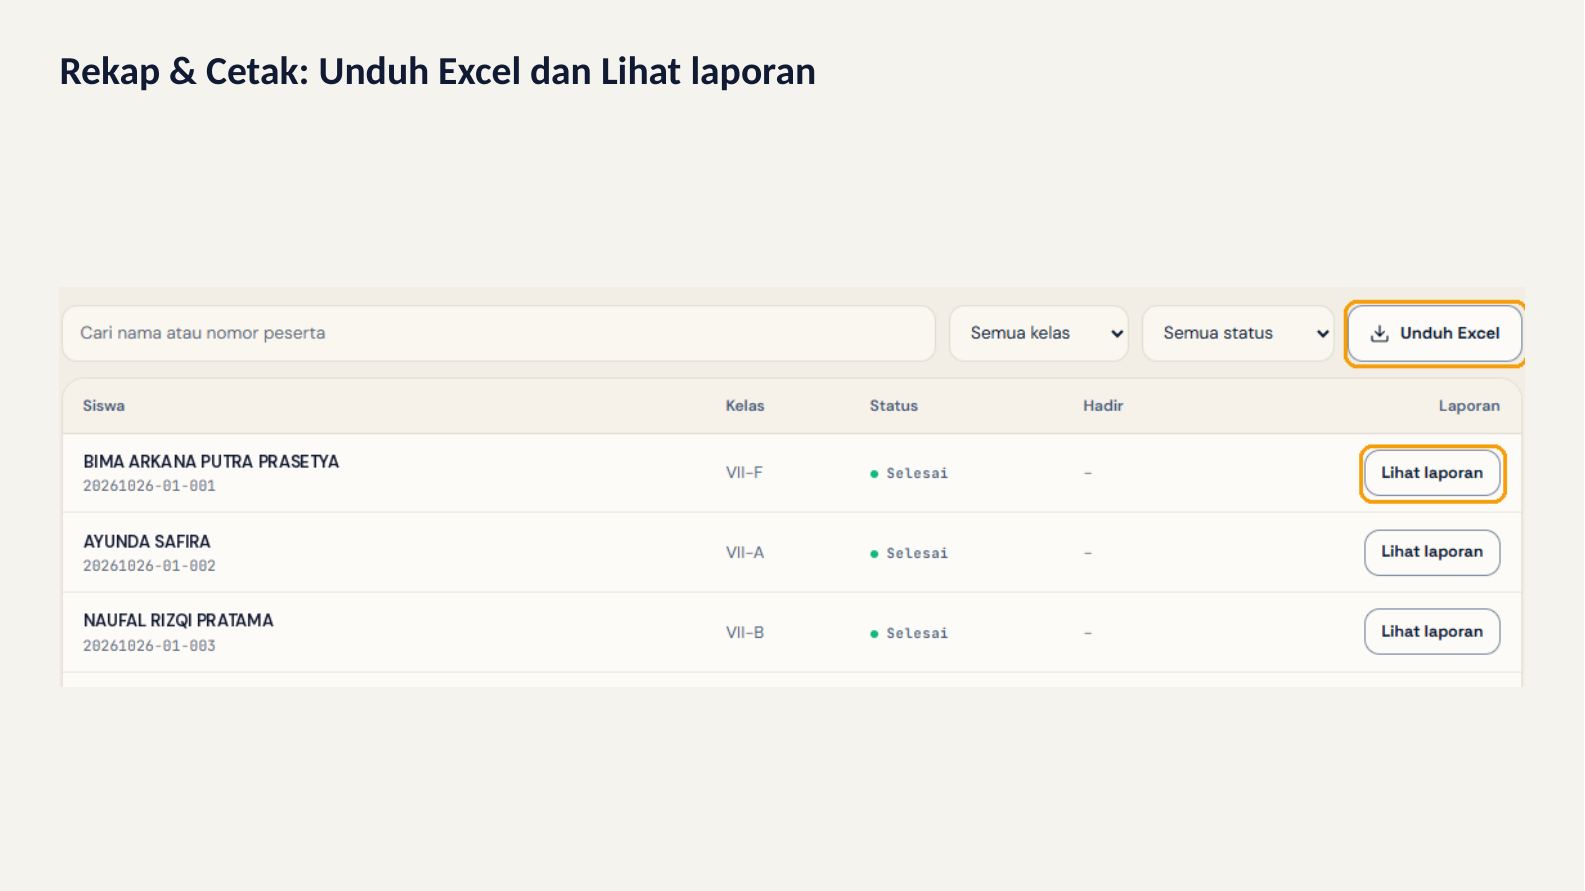 Rekap & Cetak: Unduh Excel dan Lihat laporan
Cari nama atau nomor peserta
Semua kelas
Semua status
Unduh Excel
Siswa Kelas Status Hadir Laporan
BIMA ARKANA PUTRA PRASETYA
20261026-01-001
VII-F
Selesai
-
Lihat laporan
AYUNDA SAFIRA
20261026-01-002
VII-A
Selesai
-
Lihat laporan
NAUFAL RIZQI PRATAMA
20261026-01-003
VII-B
Selesai
-
Lihat laporan